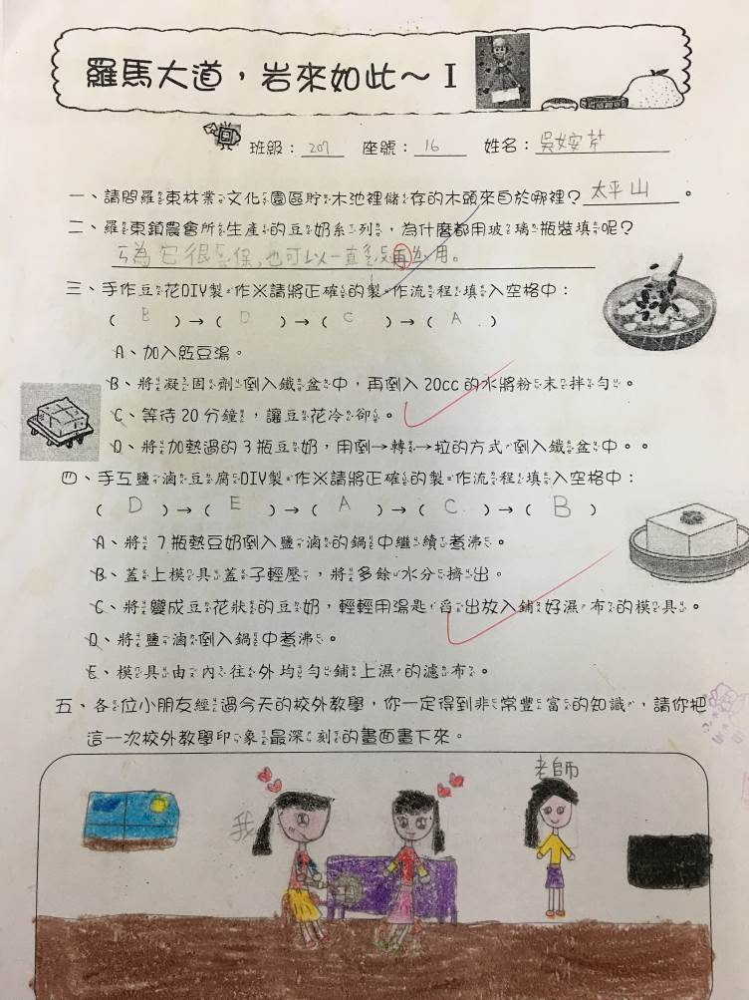 羅馬大道，岩來如此～I
班級：207 座號：16 姓名：吳姲芹
一、請問羅東林業文化園區貯木池裡儲存的木頭來自於哪裡？太平山。
二、羅東鎮農會所生產的豆奶系列，為什麼都用玻璃瓶裝填呢？
為它很ㄏㄨㄢˊ保、也可以一直重ㄈㄨˋ再使用。
三、手作豆花DIY製作※請將正確的製作流程填入空格中：
（ B ）→（ D ）→（ C ）→（ A ）
A、加入紅豆湯。
B、將凝固劑倒入鐵盆中，再倒入20cc的水將粉末拌勻。
C、等待20分鐘，讓豆花冷卻。
D、將加熱過的3瓶豆奶，用倒→轉→拉的方式倒入鐵盆中。。
四、手工鹽滷豆腐DIY製作※請將正確的製作流程填入空格中：
（ D ）→（ E ）→（ A ）→（ C ）→（ B ）
A、將7瓶熱豆奶倒入鹽滷的鍋中繼續煮沸。
B、蓋上模具蓋子輕壓，將多餘水分擠出。
C、將變成豆花狀的豆奶，輕輕用湯匙舀出放入鋪好濕布的模具。
D、將鹽滷倒入鍋中煮沸。
E、模具由內往外均勻鋪上濕的濾布。
五、各位小朋友經過今天的校外教學，你一定得到非常豐富的知識，請你把
這一次校外教學印象最深刻的畫面畫下來。
老師
我